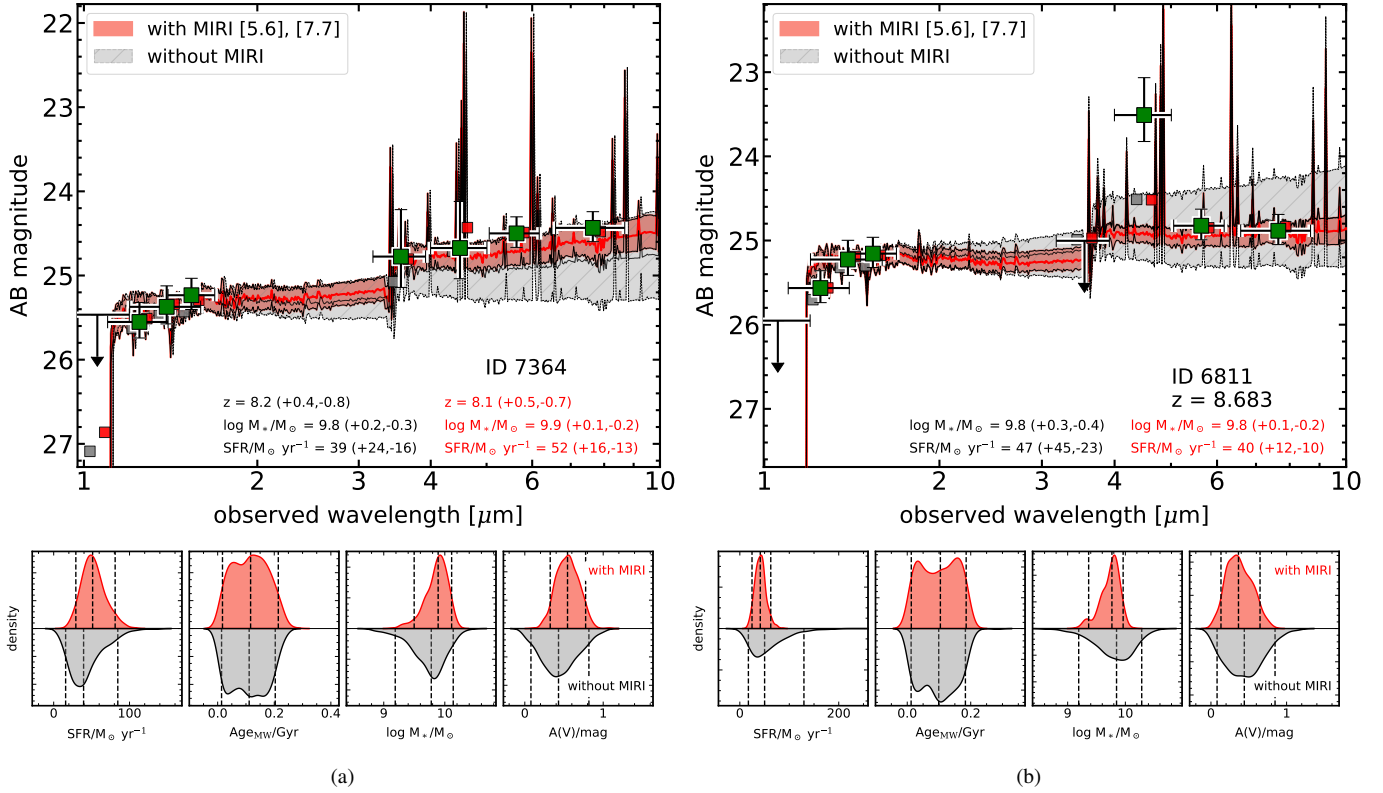 with MIRI [5.6], [7.7]
without MIRI
22
23
24
25
26
27
AB magnitude
ID 7364
z = 8.2 (+0.4,-0.8)
log M∗/M⊙ = 9.8 (+0.2,-0.3)
SFR/M⊙ yr⁻¹ = 39 (+24,-16)
z = 8.1 (+0.5,-0.7)
log M∗/M⊙ = 9.9 (+0.1,-0.2)
SFR/M⊙ yr⁻¹ = 52 (+16,-13)
1 2 4 6 8 10
observed wavelength [μm]
with MIRI
without MIRI
density
0 100
SFR/M⊙ yr⁻¹
0.0 0.2 0.4
Age_MW/Gyr
9 10
log M∗/M⊙
0 1
A(V)/mag
(a)
with MIRI [5.6], [7.7]
without MIRI
23
24
25
26
27
AB magnitude
ID 6811
z = 8.683
log M∗/M⊙ = 9.8 (+0.3,-0.4)
SFR/M⊙ yr⁻¹ = 47 (+45,-23)
log M∗/M⊙ = 9.8 (+0.1,-0.2)
SFR/M⊙ yr⁻¹ = 40 (+12,-10)
1 2 4 6 8 10
observed wavelength [μm]
with MIRI
without MIRI
density
0 100 200
SFR/M⊙ yr⁻¹
0.0 0.2 0.4
Age_MW/Gyr
9 10
log M∗/M⊙
0 1
A(V)/mag
(b)